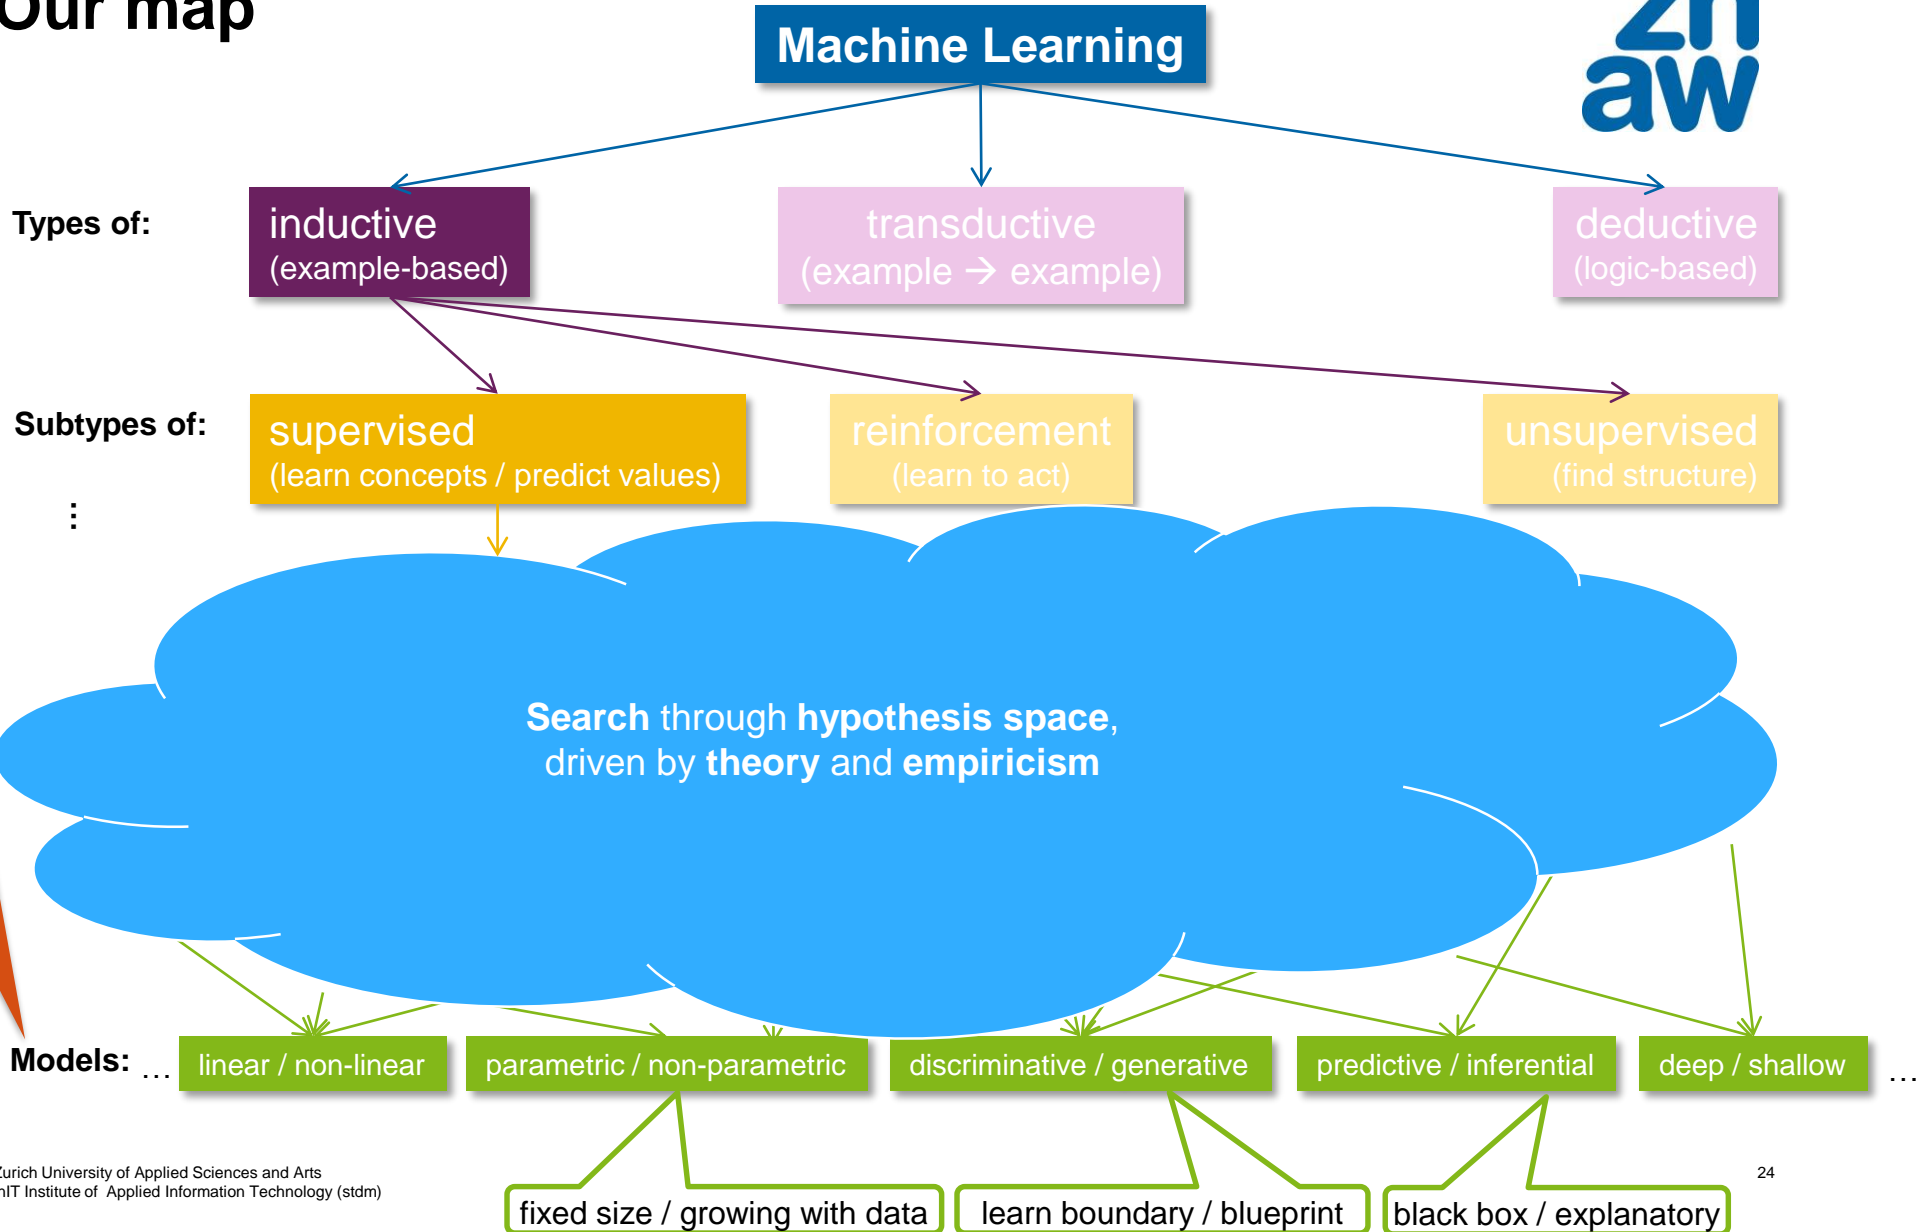 Our map
zh
aw
Machine Learning
Types of:
inductive
(example-based)
transductive
(example → example)
deductive
(logic-based)
Subtypes of:
supervised
(learn concepts / predict values)
reinforcement
(learn to act)
unsupervised
(find structure)
...
Search through hypothesis space,
driven by theory and empiricism
Models: ... linear / non-linear parametric / non-parametric discriminative / generative predictive / inferential deep / shallow ...
Zurich University of Applied Sciences and Arts
InIT Institute of Applied Information Technology (stdm)
24
fixed size / growing with data
learn boundary / blueprint
black box / explanatory